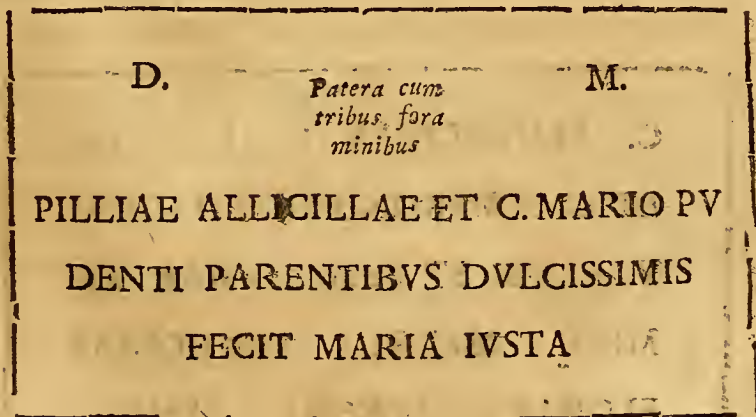 D. M.
Patera cum
tribus fora
minibus
PILLIAE ALLICILLAE ET C. MARIO PV
DENTI PARENTIBVS DVLCISSIMIS
FECIT MARIA IVSTA